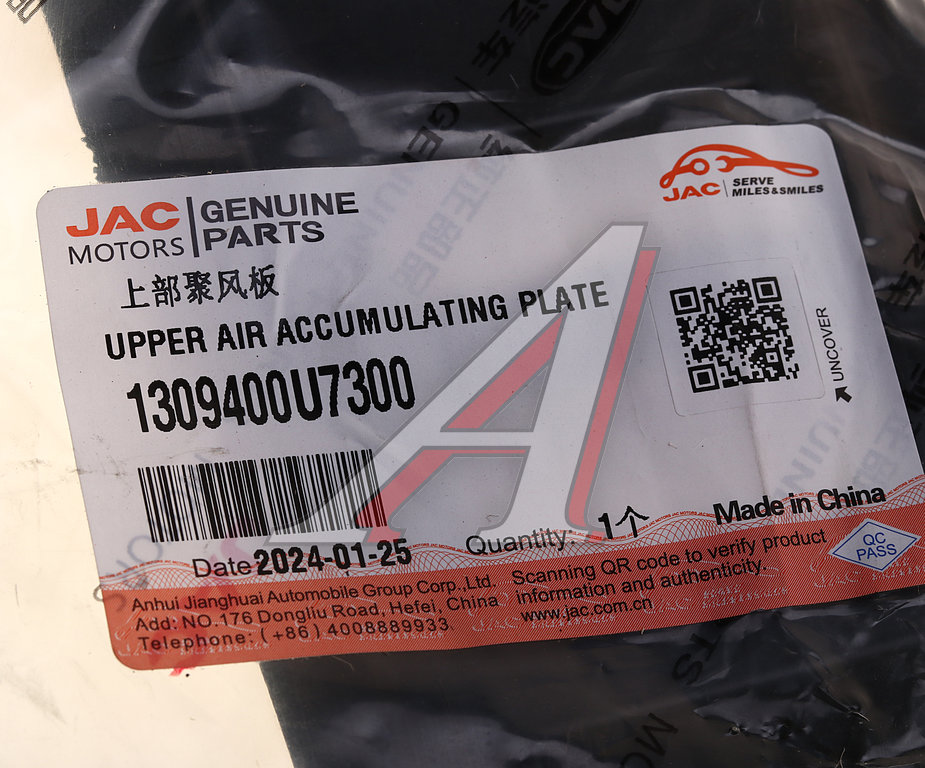 JAC MOTORS GENUINE PARTS
JAC SERVE MILES&SMILES
上部聚风板
UPPER AIR ACCUMULATING PLATE
1309400U7300
UNCOVER
Date 2024-01-25
Quantity: 1个
Made in China
QC PASS
Anhui Jianghuai Automobile Group Corp.,Ltd.
Add: NO.176 Dongliu Road, Hefei, China
Telephone: (+86) 4008889933
Scanning QR code to verify product
information and authenticity.
www.jac.com.cn